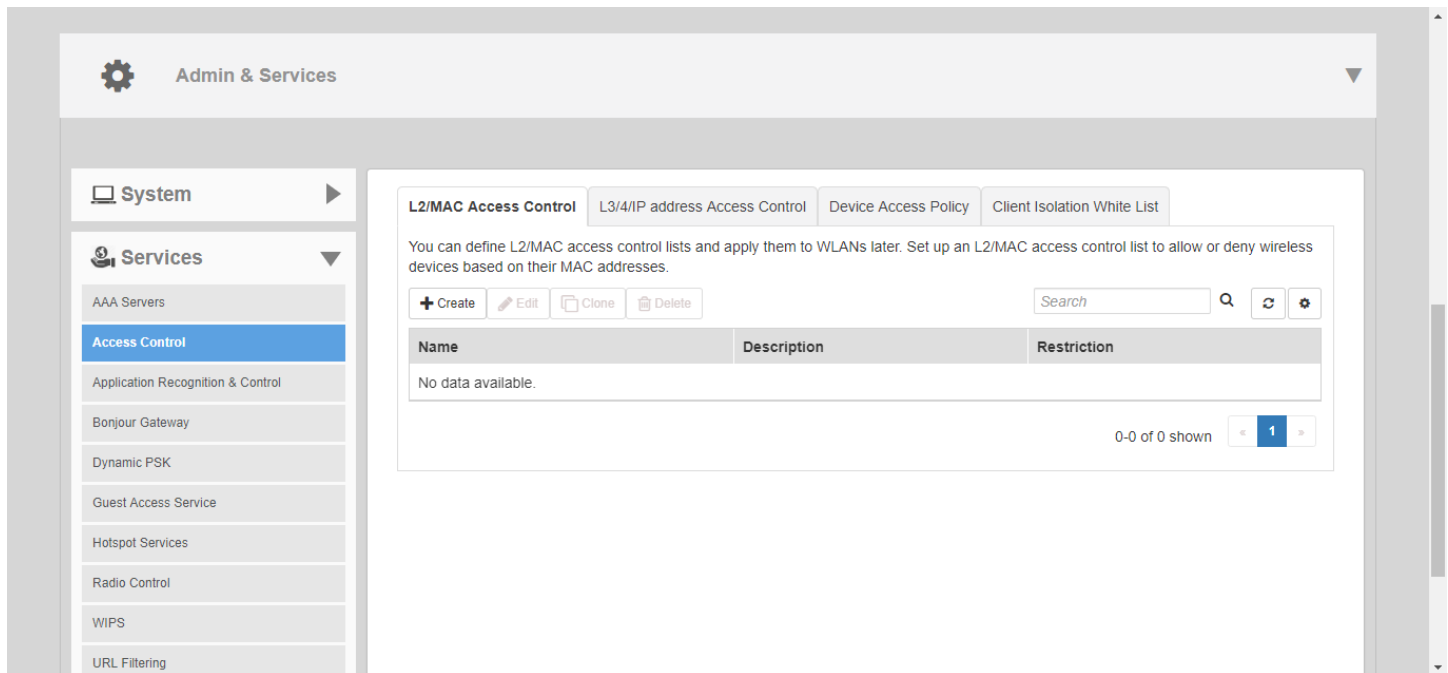 Admin & Services
System
Services
AAA Servers
Access Control
Application Recognition & Control
Bonjour Gateway
Dynamic PSK
Guest Access Service
Hotspot Services
Radio Control
WIPS
URL Filtering
L2/MAC Access Control L3/4/IP address Access Control Device Access Policy Client Isolation White List
You can define L2/MAC access control lists and apply them to WLANs later. Set up an L2/MAC access control list to allow or deny wireless
devices based on their MAC addresses.
Create Edit Clone Delete Search
Name Description Restriction
No data available.
0-0 of 0 shown « 1 »